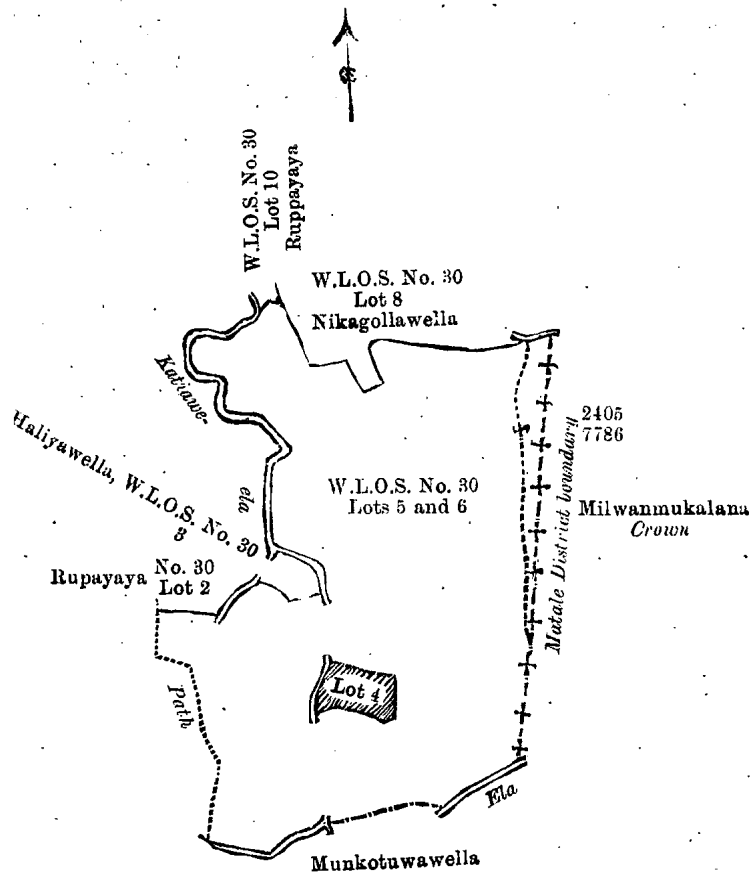 W.L.O.S. No. 30
Lot 10
Ruppayaya
W.L.O.S. No. 30
Lot 8
Nikagollawella
Katiawe-
ela
2405
7786
Matale District boundary
Milwanmukalana
Crown
W.L.O.S. No. 30
Lots 5 and 6
Haliyawella, W.L.O.S. No. 30
3
Rupayaya No. 30
Lot 2
Path
Lot 4
Ela
Munkotuwawella